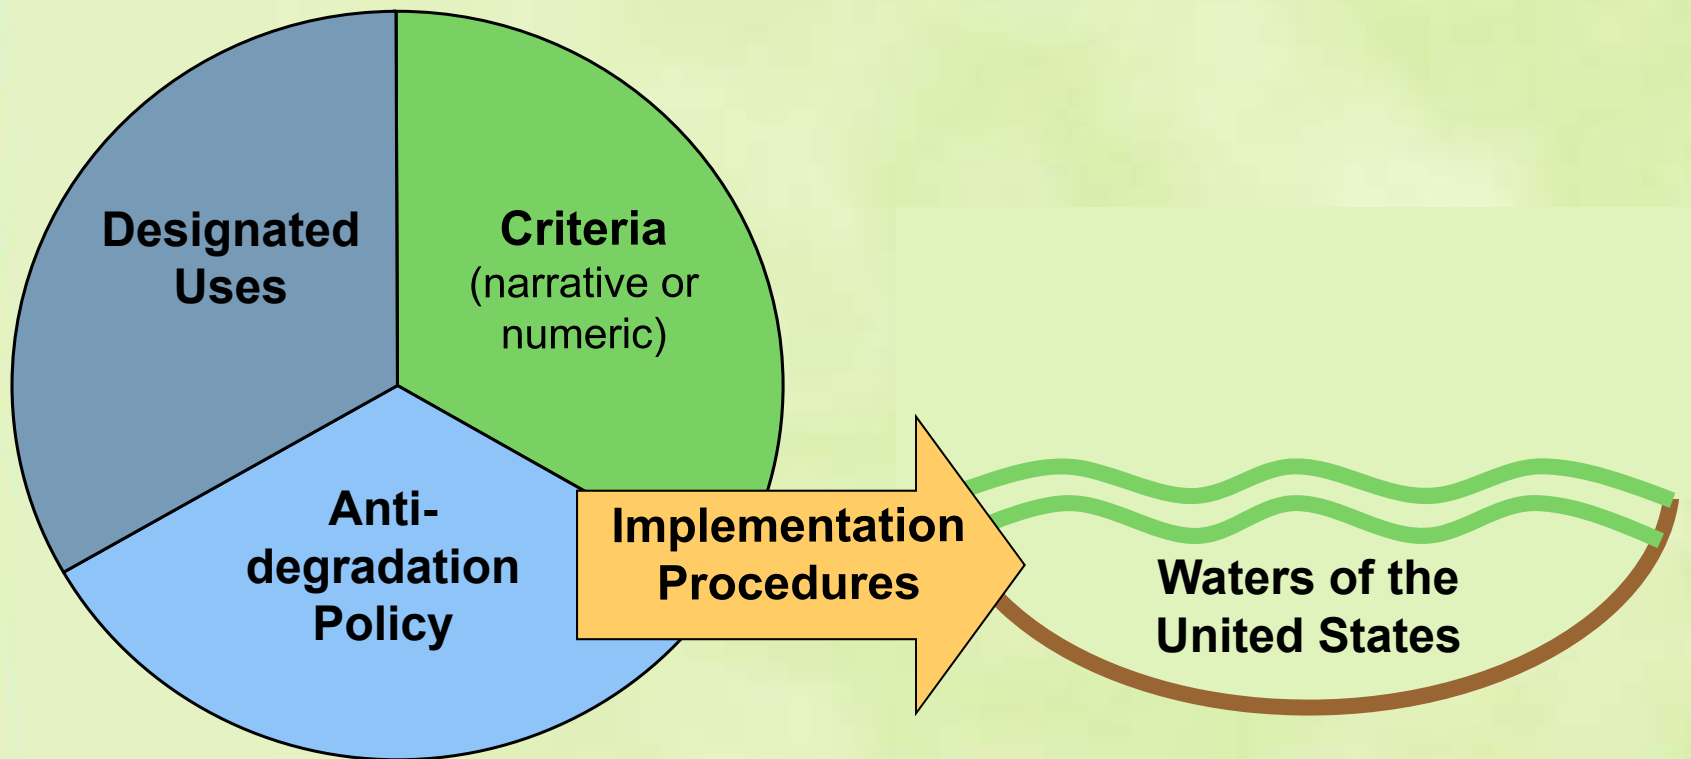 Designated
Uses
Criteria
(narrative or
numeric)
Anti-
degradation
Policy
Implementation
Procedures
Waters of the
United States